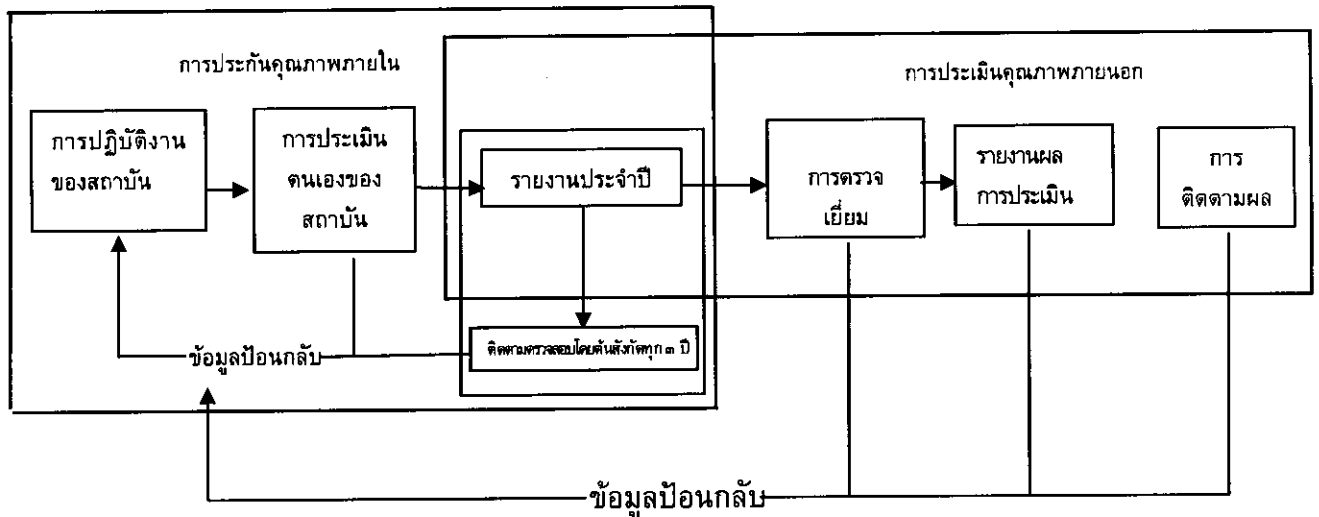 การประกันคุณภาพภายใน
การประเมินคุณภาพภายนอก
การปฏิบัติงาน
ของสถาบัน
การประเมิน
ตนเองของ
สถาบัน
รายงานประจำปี
การตรวจ
เยี่ยม
รายงานผล
การประเมิน
การ
ติดตามผล
ข้อมูลป้อนกลับ
ติดตามตรวจสอบโดยต้นสังกัดทุก ๓ ปี
ข้อมูลป้อนกลับ